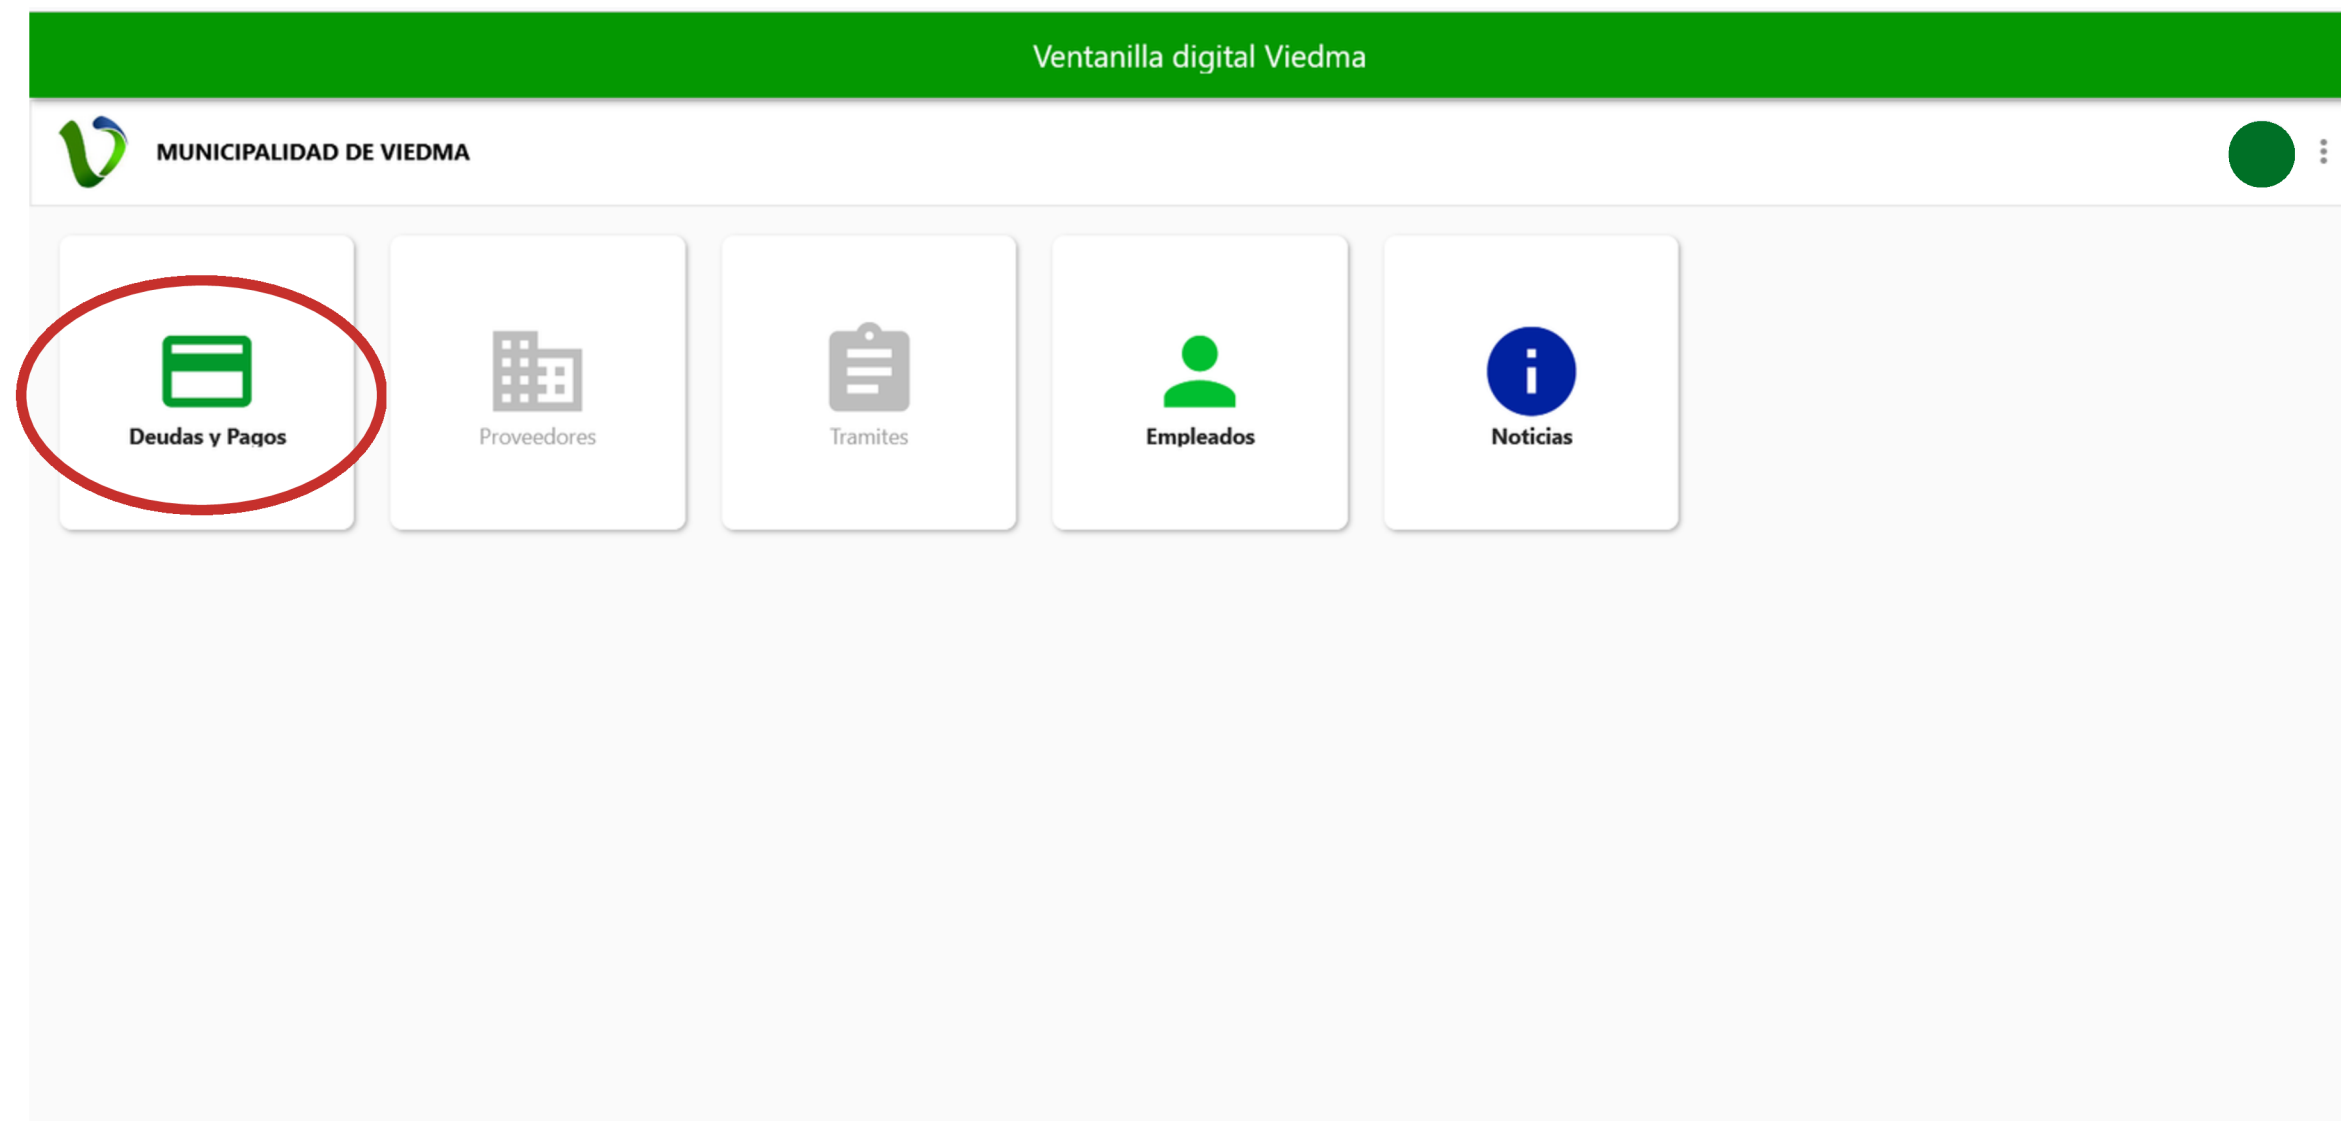 Ventanilla digital Viedma
MUNICIPALIDAD DE VIEDMA
Deudas y Pagos
Proveedores
Tramites
Empleados
Noticias